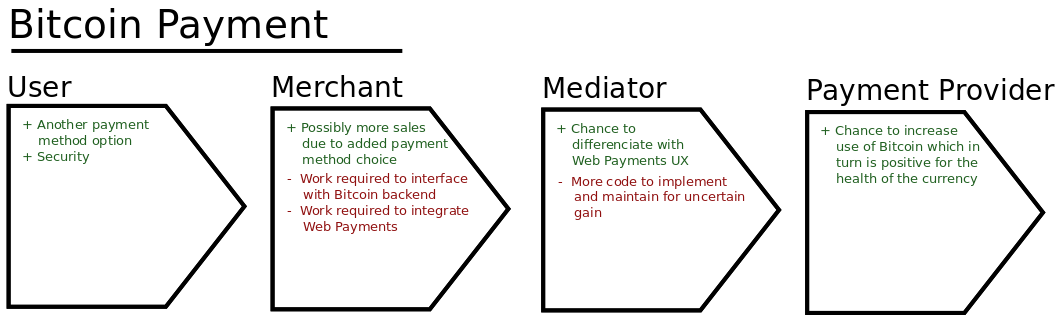 Bitcoin Payment
User
+ Another payment
method option
+ Security
Merchant
+ Possibly more sales
due to added payment
method choice
- Work required to interface
with Bitcoin backend
- Work required to integrate
Web Payments
Mediator
+ Chance to
differenciate with
Web Payments UX
- More code to implement
and maintain for uncertain
gain
Payment Provider
+ Chance to increase
use of Bitcoin which in
turn is positive for the
health of the currency